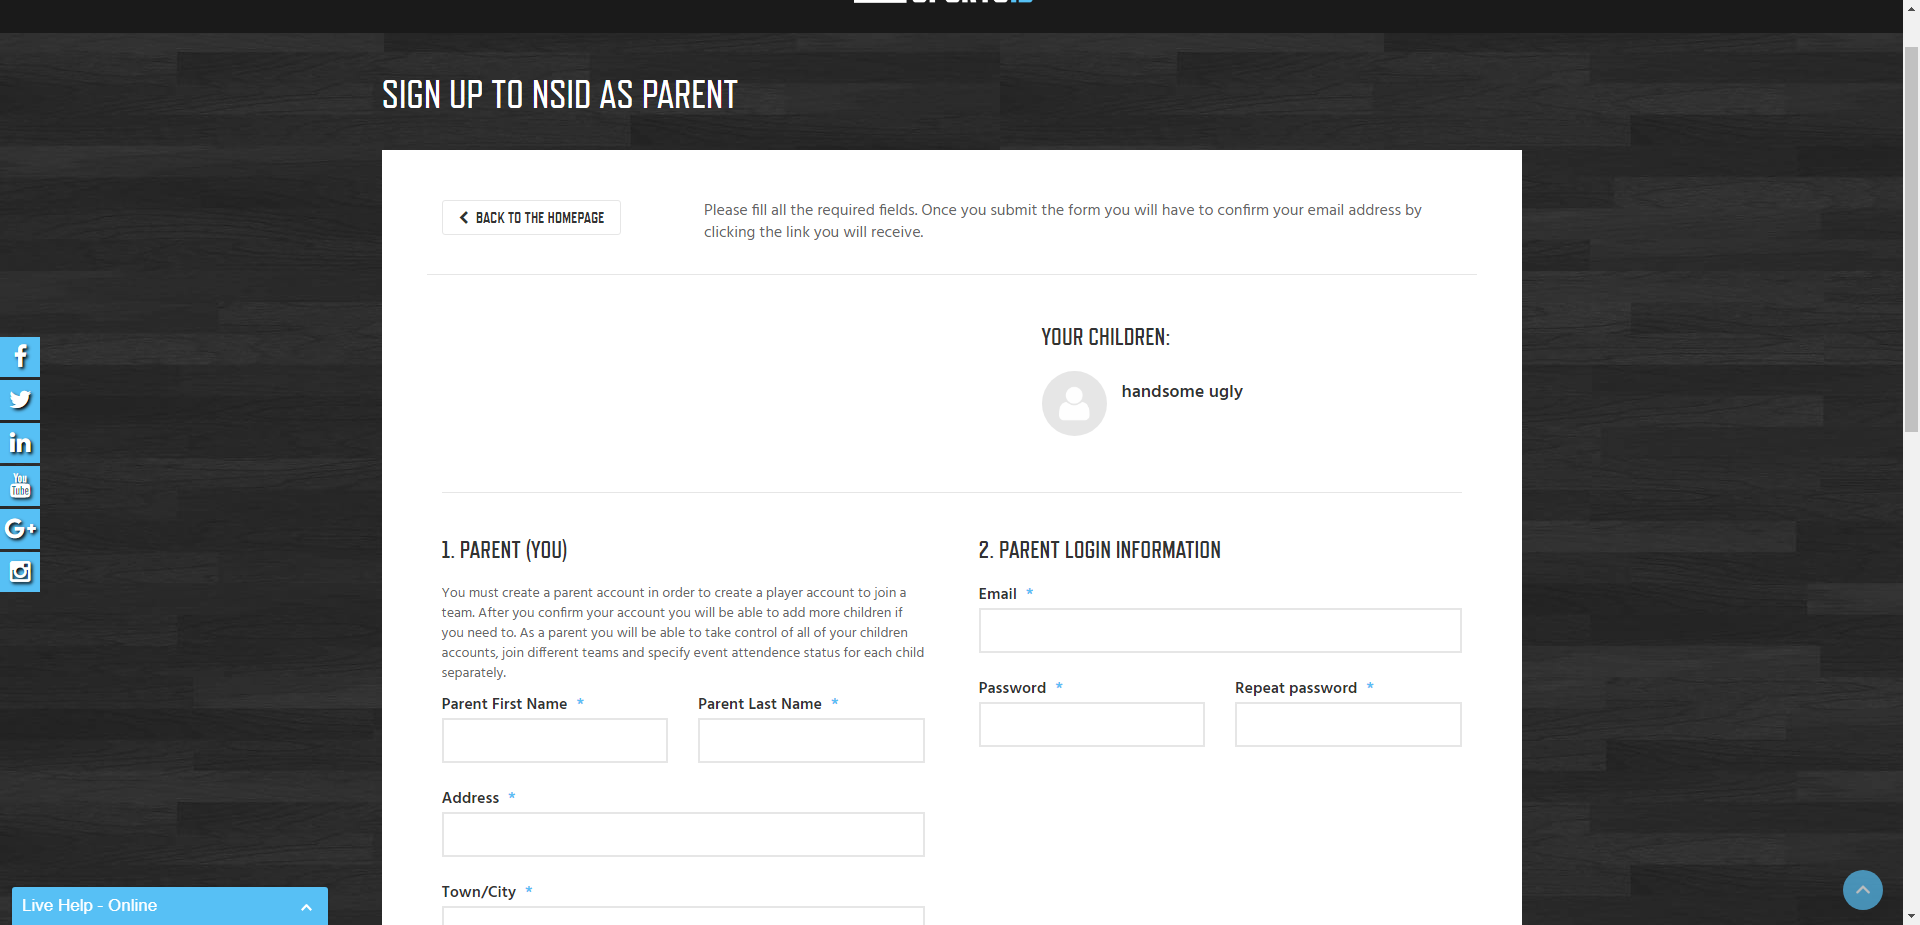 SIGN UP TO NSID AS PARENT
BACK TO THE HOMEPAGE
Please fill all the required fields. Once you submit the form you will have to confirm your email address by
clicking the link you will receive.
YOUR CHILDREN:
handsome ugly
1. PARENT (YOU)
You must create a parent account in order to create a player account to join a
team. After you confirm your account you will be able to add more children if
you need to. As a parent you will be able to take control of all of your children
accounts, join different teams and specify event attendence status for each child
separately.
Parent First Name *
Parent Last Name *
Address *
Town/City *
2. PARENT LOGIN INFORMATION
Email *
Password *
Repeat password *
You
Tube
G+
Live Help - Online